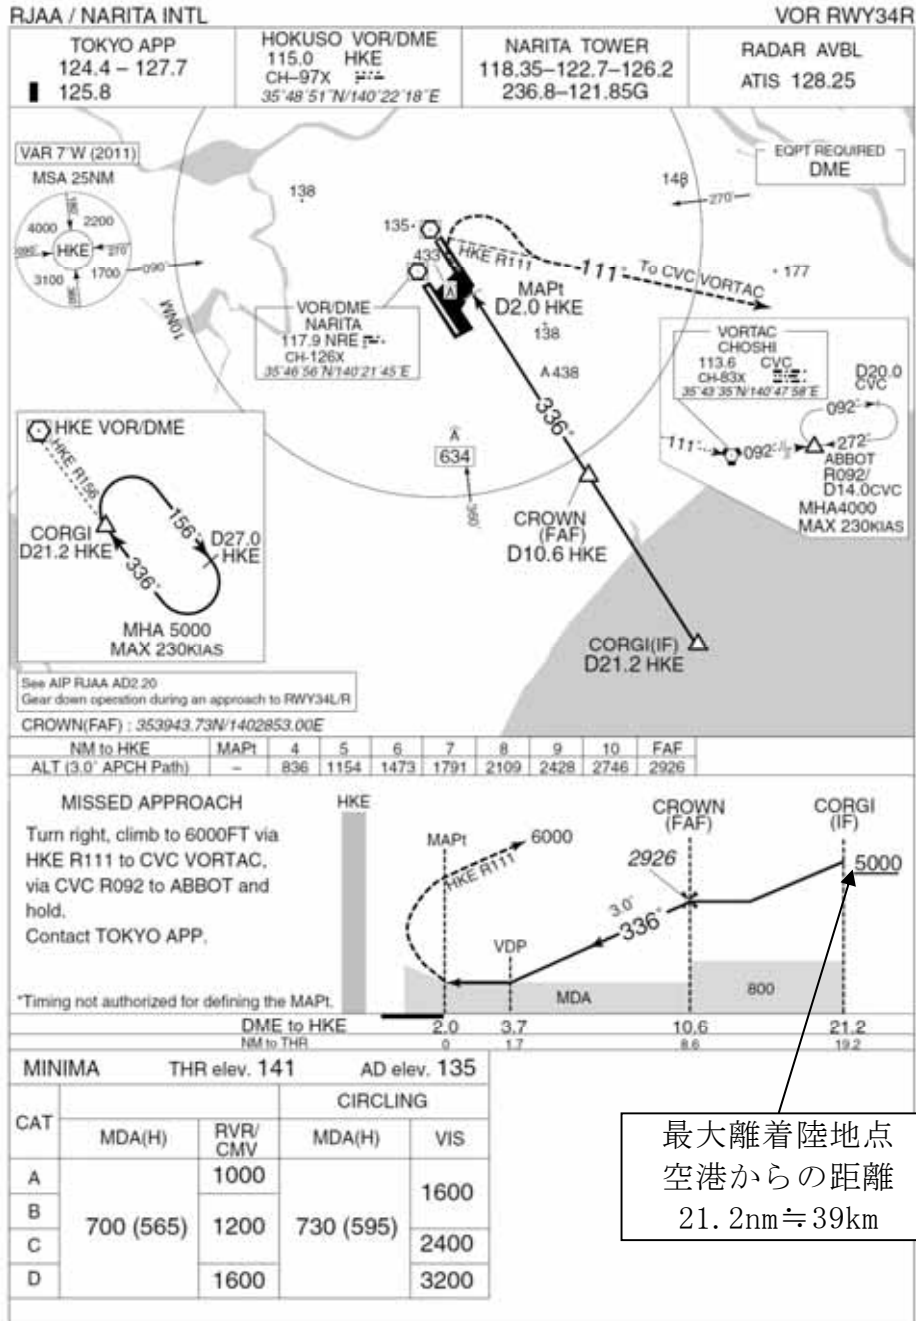 RJAA / NARITA INTL
VOR RWY34R
TOKYO APP
124.4 – 127.7
125.8
HOKUSO VOR/DME
115.0 HKE
CH–97X
35°48'51"N/140°22'18"E
NARITA TOWER
118.35–122.7–126.2
236.8–121.85G
RADAR AVBL
ATIS 128.25
VAR 7°W (2011)
MSA 25NM
180°
4000
2200
090°
HKE
270°
3100
1700
360°
090°
10NM
138
148
270°
EQPT REQUIRED
DME
135
433
HKE R111
111°
To CVC VORTAC
177
MAPt
D2.0 HKE
138
A 438
VOR/DME
NARITA
117.9 NRE
CH-126X
35°46'56"N/140°21'45"E
VORTAC
CHOSHI
113.6 CVC
CH-83X
35°43'35"N/140°47'58"E
D20.0
CVC
092°
111°
092°
272°
ABBOT
R092/
D14.0CVC
MHA4000
MAX 230KIAS
336°
634
360°
CROWN
(FAF)
D10.6 HKE
CORGI(IF)
D21.2 HKE
HKE VOR/DME
HKE R156
CORGI
D21.2 HKE
156°
D27.0
HKE
336°
MHA 5000
MAX 230KIAS
See AIP RJAA AD2.20
Gear down operation during an approach to RWY34L/R
CROWN(FAF) : 353943.73N/1402853.00E
NM to HKE MAPt 4 5 6 7 8 9 10 FAF
ALT (3.0° APCH Path) – 836 1154 1473 1791 2109 2428 2746 2926
MISSED APPROACH
Turn right, climb to 6000FT via
HKE R111 to CVC VORTAC,
via CVC R092 to ABBOT and
hold.
Contact TOKYO APP.
*Timing not authorized for defining the MAPt.
HKE
MAPt
6000
HKE R111
VDP
3.0°
336°
2926
CROWN
(FAF)
CORGI
(IF)
5000
MDA
800
DME to HKE 2.0 3.7 10.6 21.2
NM to THR 0 1.7 8.6 19.2
MINIMA THR elev. 141 AD elev. 135
CAT
CIRCLING
MDA(H) RVR/CMV MDA(H) VIS
A 1000
1600
B
700 (565) 1200 730 (595)
C 2400
D 1600 3200
最大離着陸地点
空港からの距離
21.2nm≒39km